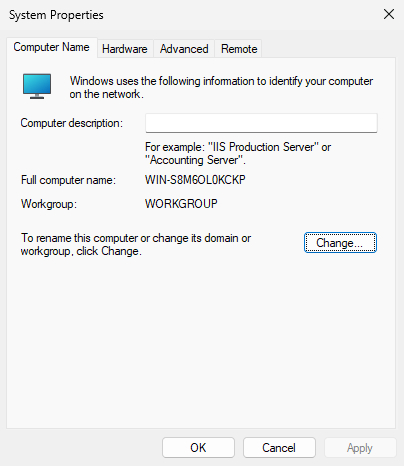 System Properties
Computer Name
Hardware
Advanced
Remote
Windows uses the following information to identify your computer
on the network.
Computer description:
For example: "IIS Production Server" or
"Accounting Server".
Full computer name:
WIN-S8M6OL0KCKP
Workgroup:
WORKGROUP
To rename this computer or change its domain or
workgroup, click Change.
Change...
OK
Cancel
Apply